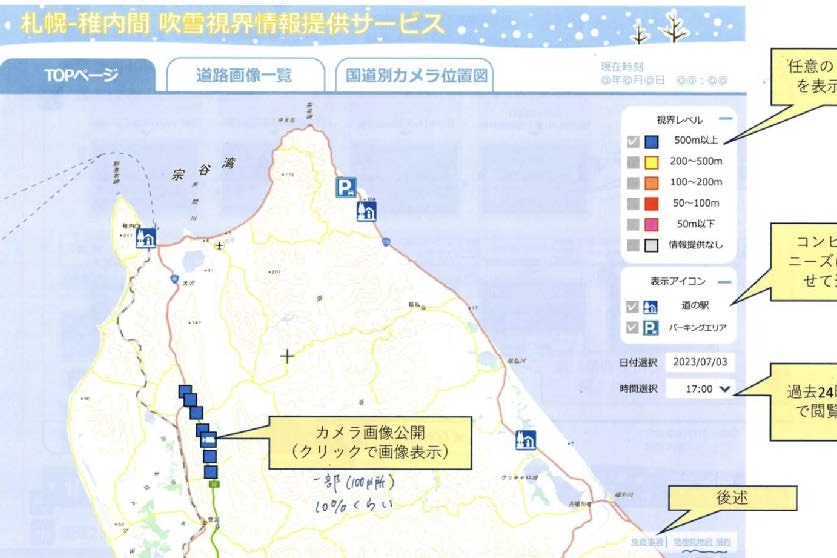 札幌-稚内間 吹雪視界情報提供サービス
TOPページ
道路画像一覧
国道別カメラ位置図
現在時刻
@年@月@日 @@：@@
任意の
を表示
視界レベル
500m以上
200～500m
100～200m
50～100m
50m以下
情報提供なし
宗谷湾
コンビ
ニーズに
せて
表示アイコン
道の駅
パーキングエリア
日付選択 2023/07/03
時間選択 17:00
過去24時
で閲覧
カメラ画像公開
（クリックで画像表示）
一部(100ヶ所)
10%くらい
後述
免責事項